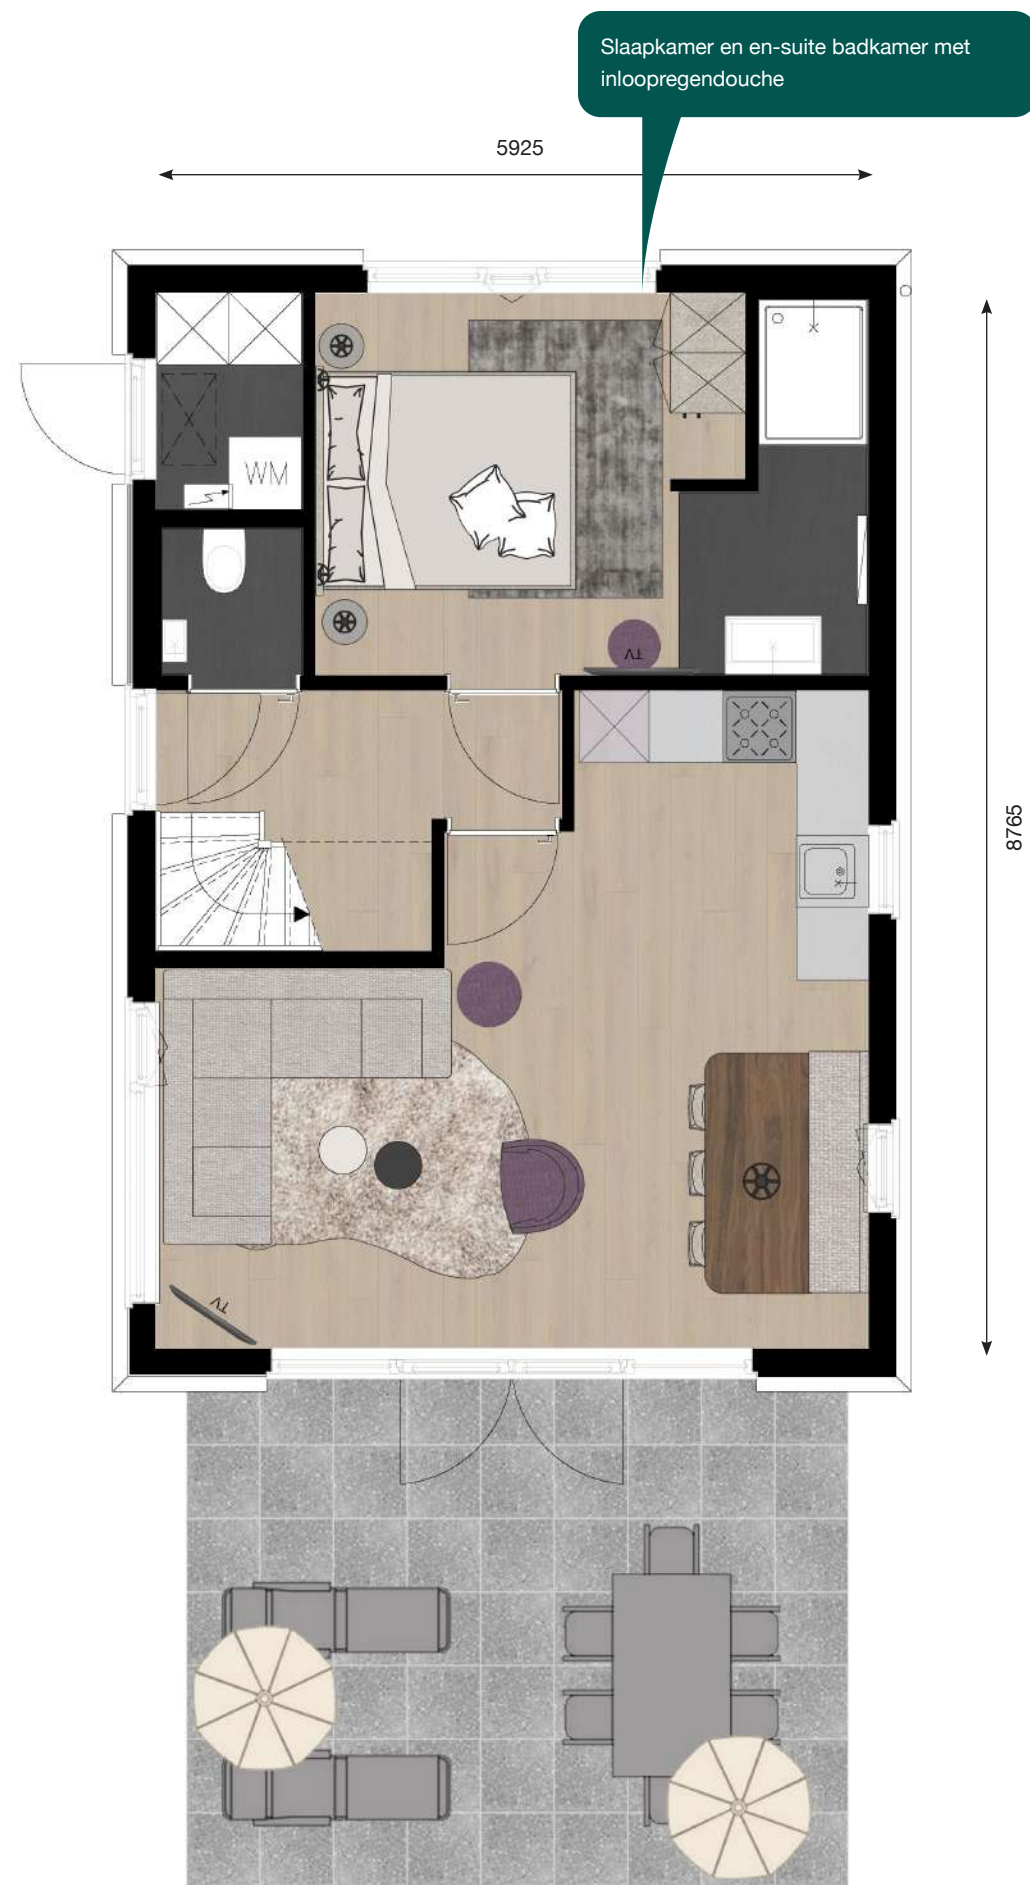 Slaapkamer en en-suite badkamer met
inloopregendouche
5925
WM
TV
8765
TV